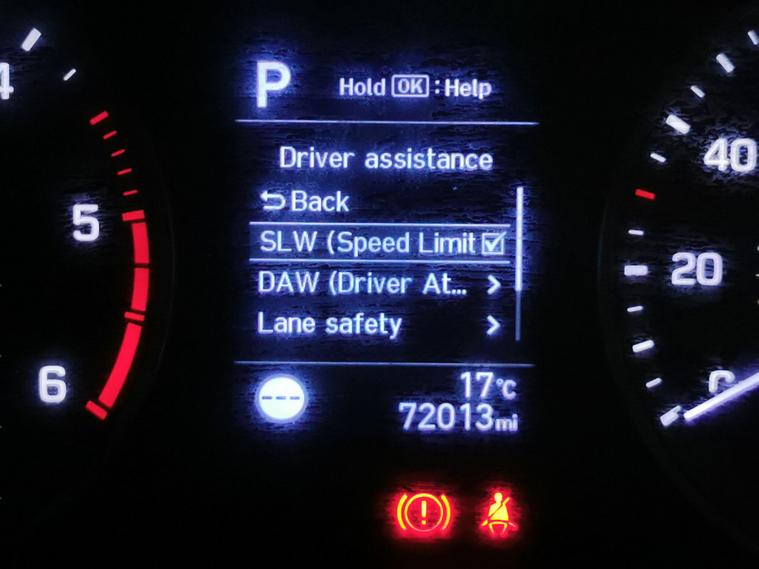 P
Hold OK : Help
Driver assistance
Back
SLW (Speed Limit
DAW (Driver At...
Lane safety
17°C
72013mi
4
5
6
40
20